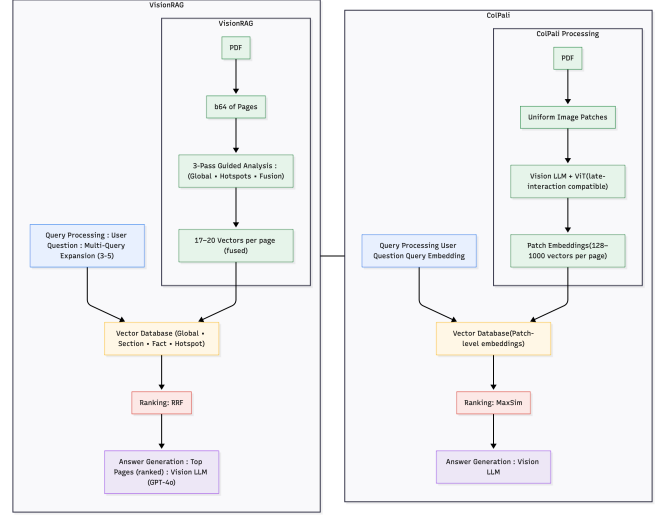 VisionRAG
VisionRAG
PDF
b64 of Pages
3-Pass Guided Analysis :
(Global • Hotspots • Fusion)
17–20 Vectors per page
(fused)
Query Processing : User
Question : Multi-Query
Expansion (3-5)
Vector Database (Global •
Section • Fact • Hotspot)
Ranking: RRF
Answer Generation : Top
Pages (ranked) : Vision LLM
(GPT-4o)
ColPali
ColPali Processing
PDF
Uniform Image Patches
Vision LLM + ViT(late-
interaction compatible)
Patch Embeddings(128–
1000 vectors per page)
Query Processing User
Question Query Embedding
Vector Database(Patch-
level embeddings)
Ranking: MaxSim
Answer Generation : Vision
LLM